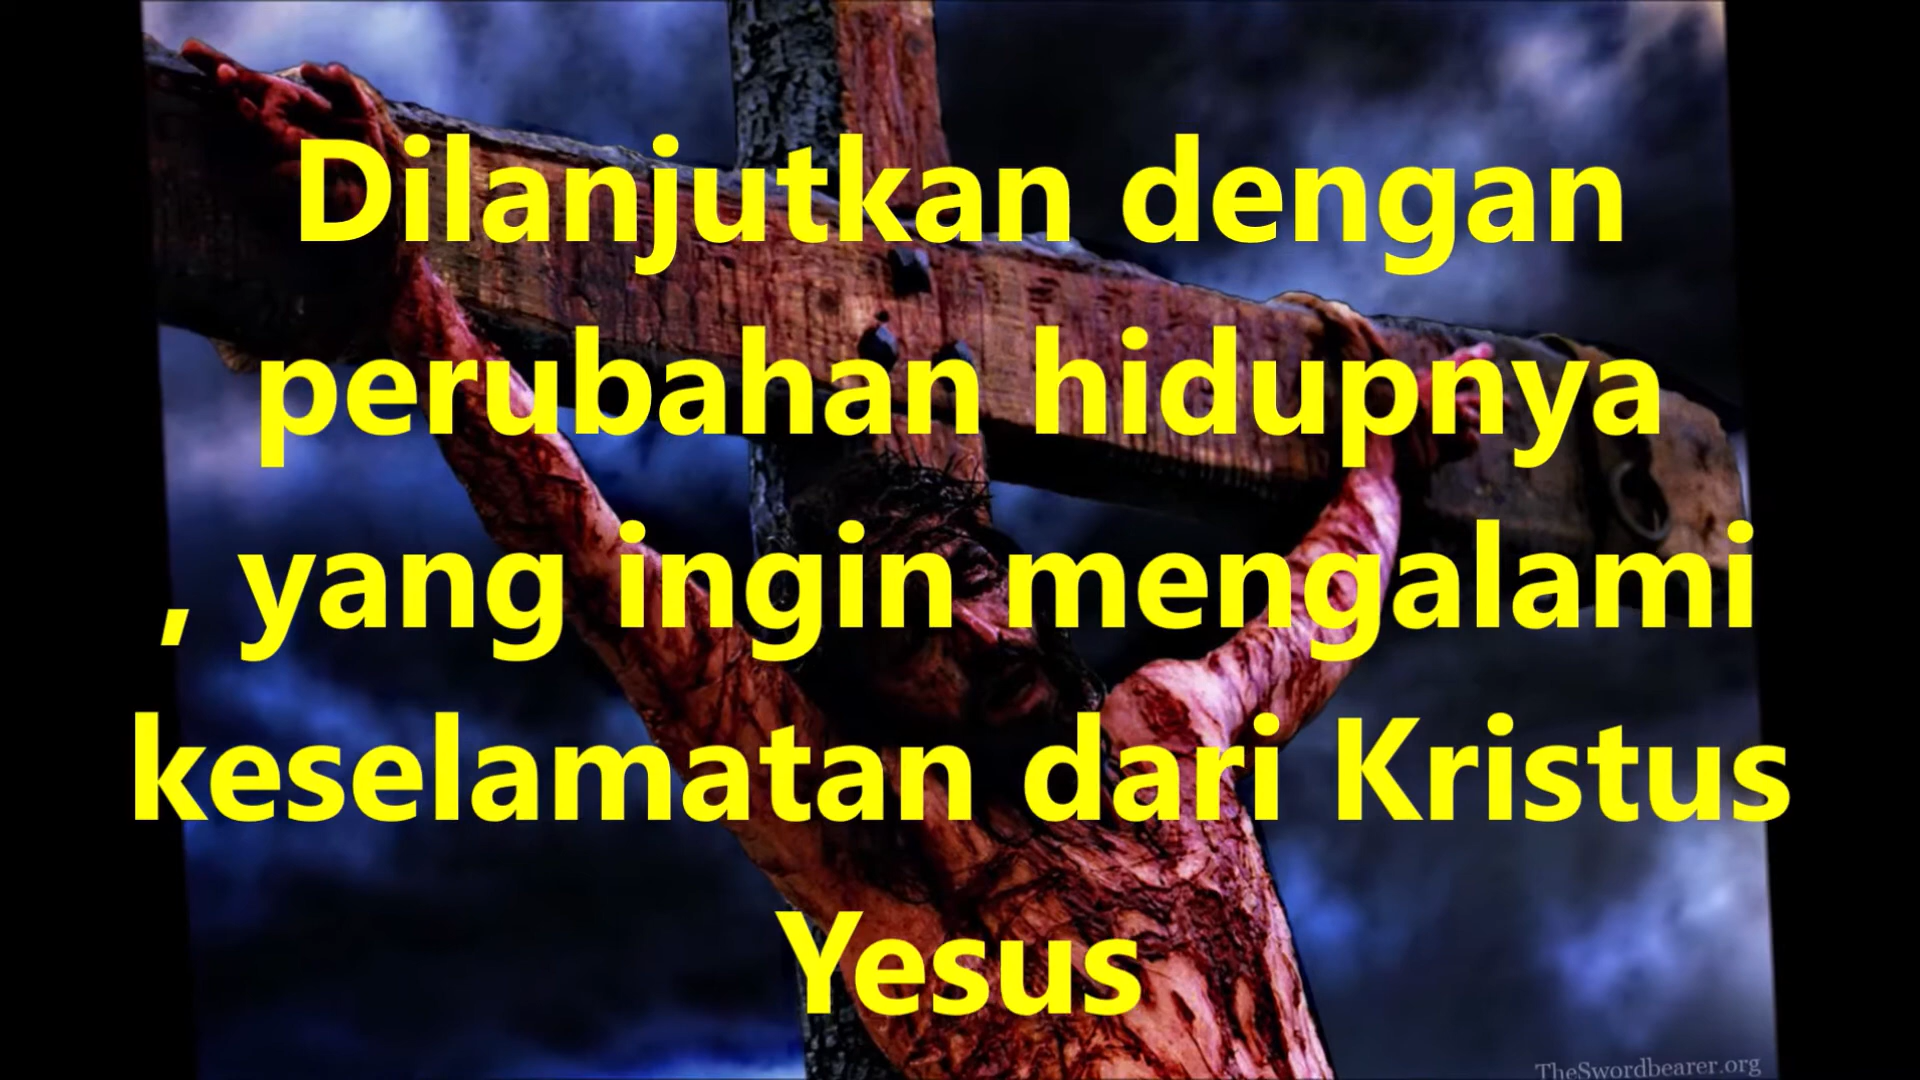 Dilanjutkan dengan
perubahan hidupnya
, yang ingin mengalami
keselamatan dari Kristus
Yesus
TheSwordbearer.org